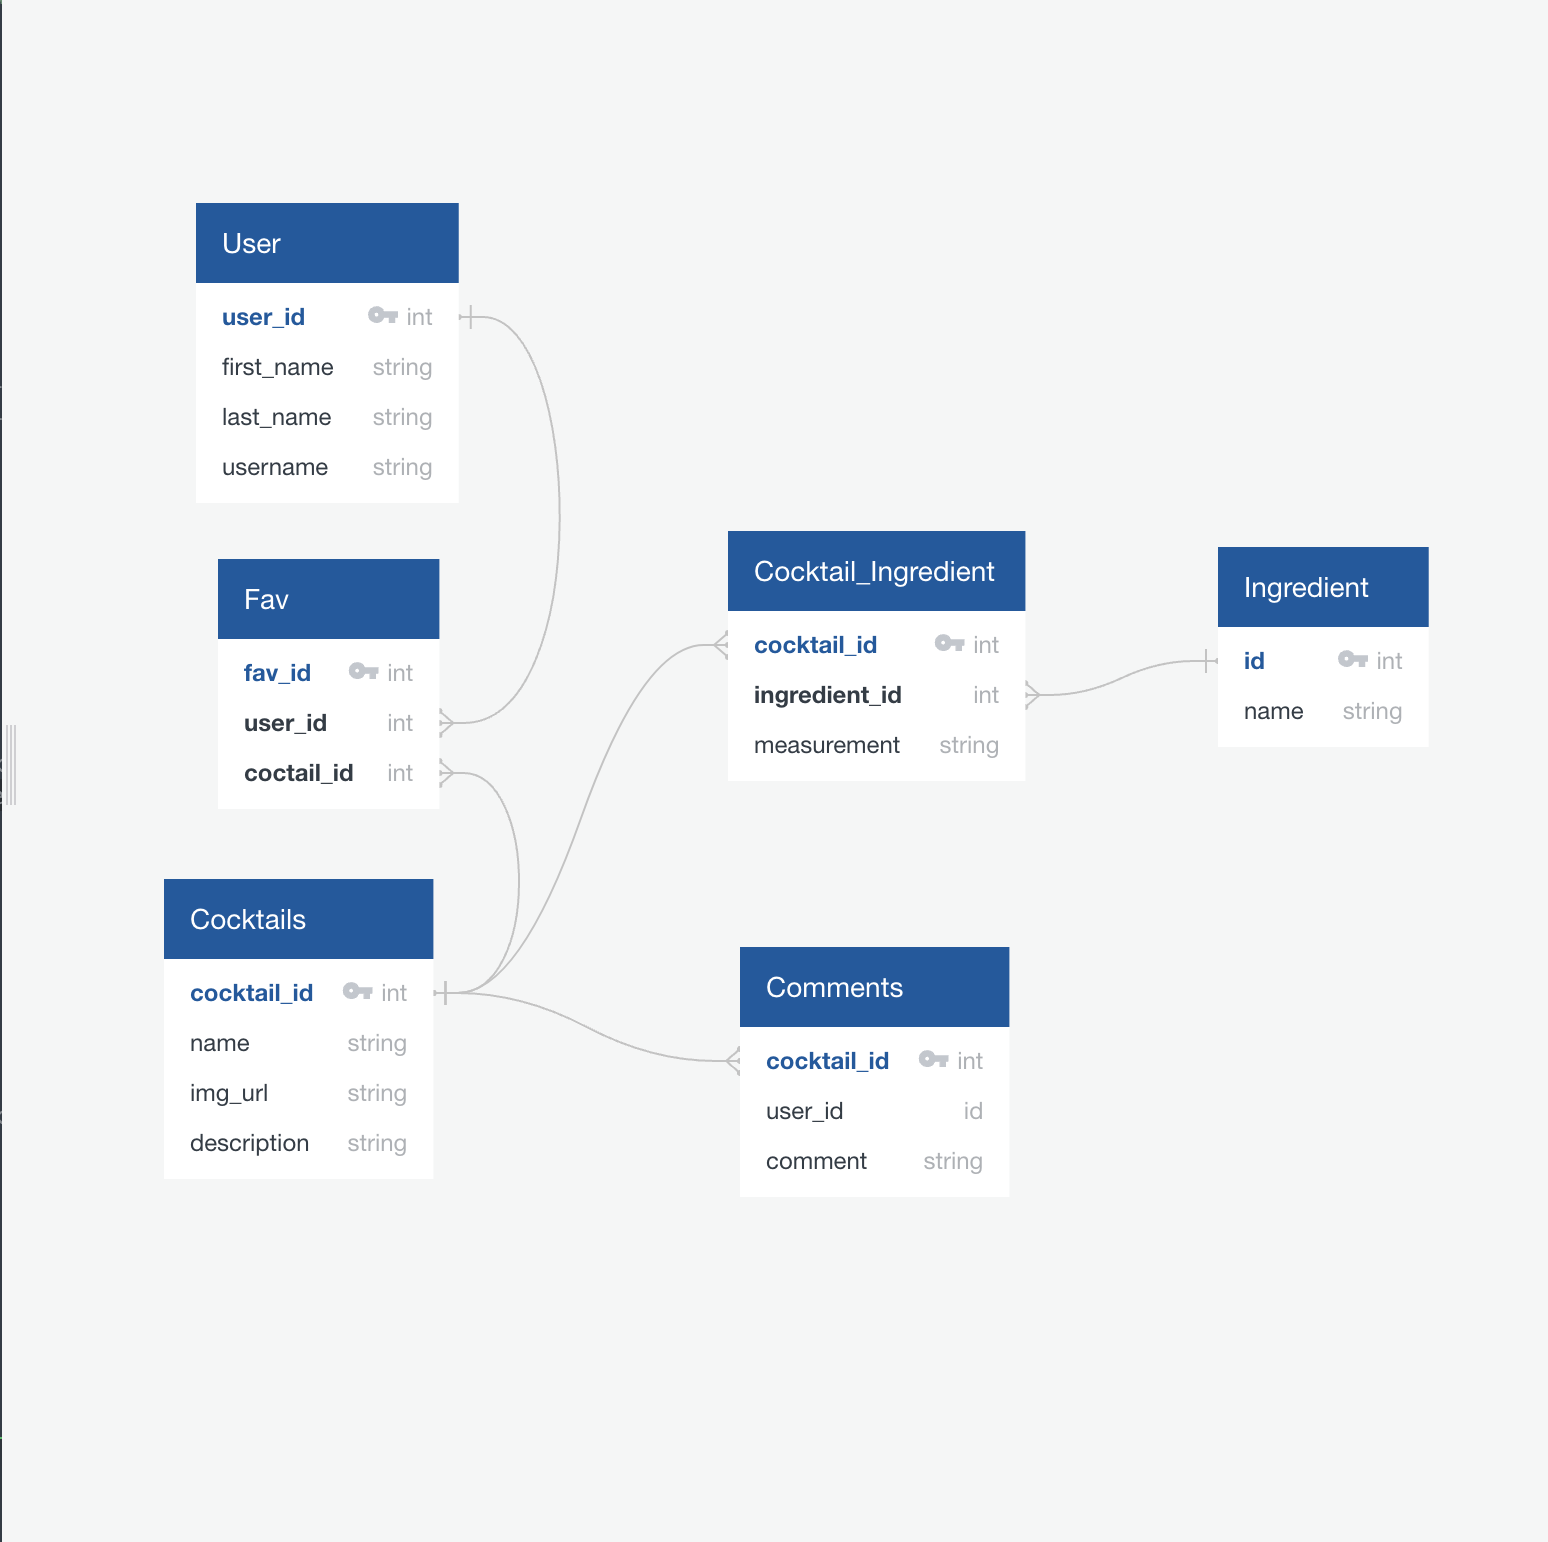 User
user_id int
first_name string
last_name string
username string
Fav
fav_id int
user_id int
coctail_id int
Cocktails
cocktail_id int
name string
img_url string
description string
Cocktail_Ingredient
cocktail_id int
ingredient_id int
measurement string
Comments
cocktail_id int
user_id id
comment string
Ingredient
id int
name string